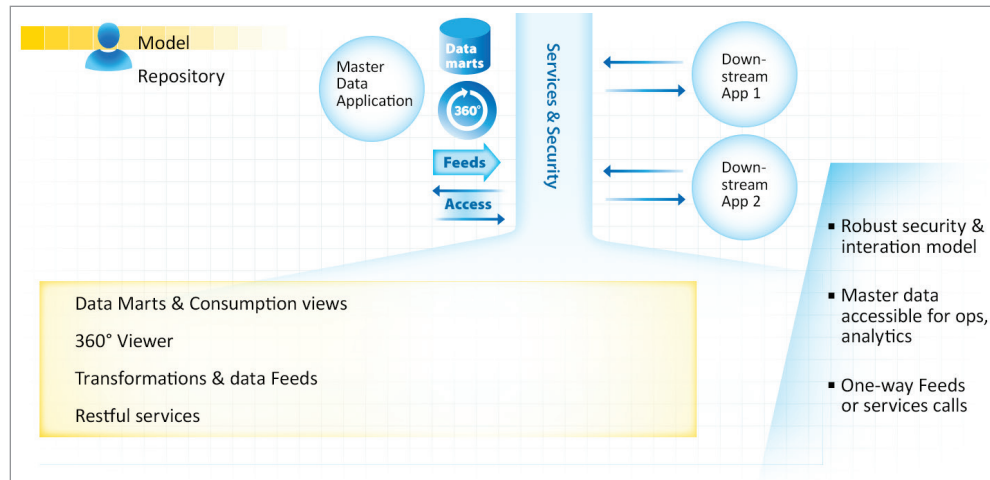 Model
Repository
Master
Data
Application
Data
marts
360°
Feeds
Access
Services & Security
Down-
stream
App 1
Down-
stream
App 2
Data Marts & Consumption views
360° Viewer
Transformations & data Feeds
Restful services
▪ Robust security &
interation model
▪ Master data
accessible for ops,
analytics
▪ One-way Feeds
or services calls